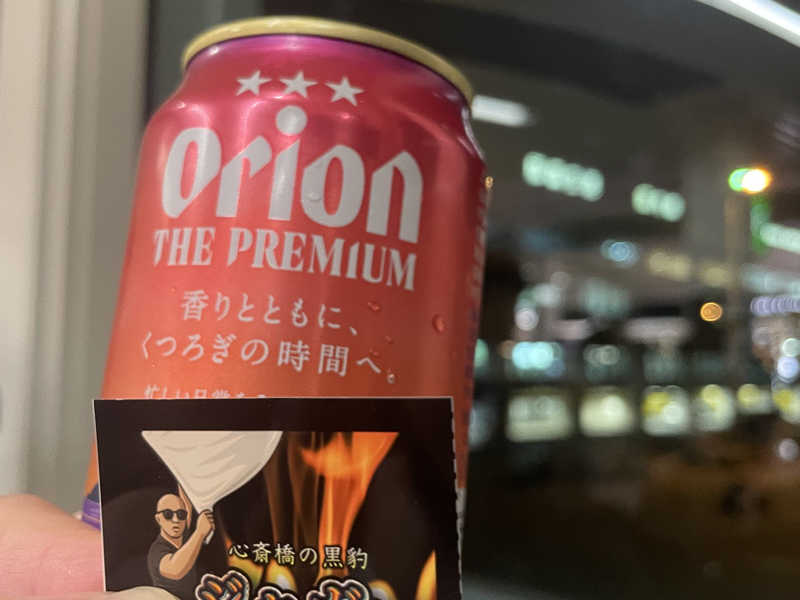 orion
THE PREMIUM
香りとともに、
くつろぎの時間へ。
心斎橋の黒豹